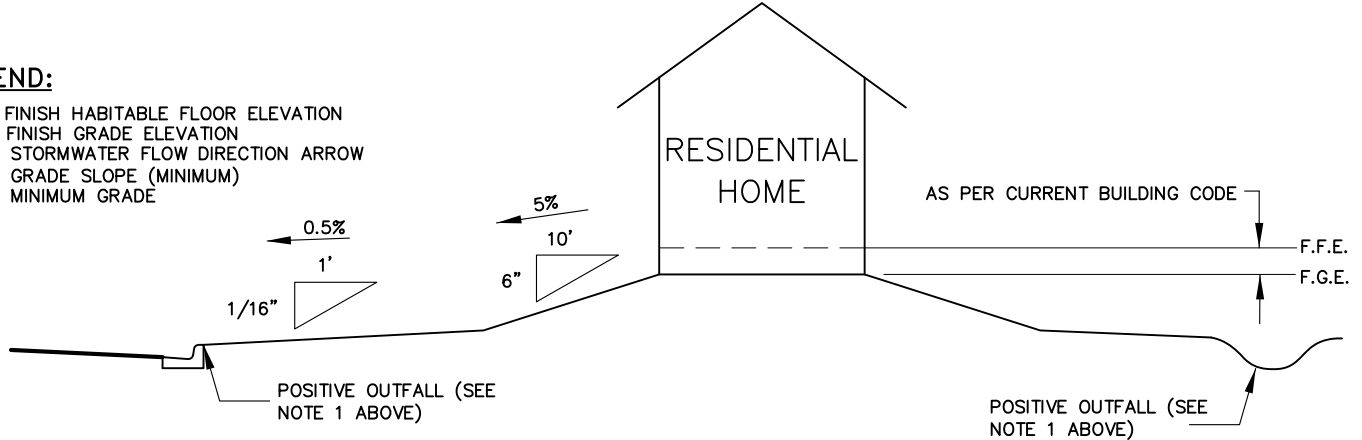 END:
FINISH HABITABLE FLOOR ELEVATION
FINISH GRADE ELEVATION
STORMWATER FLOW DIRECTION ARROW
GRADE SLOPE (MINIMUM)
MINIMUM GRADE
0.5%
1'
1/16"
5%
10'
6"
RESIDENTIAL
HOME
AS PER CURRENT BUILDING CODE
F.F.E.
F.G.E.
POSITIVE OUTFALL (SEE
NOTE 1 ABOVE)
POSITIVE OUTFALL (SEE
NOTE 1 ABOVE)